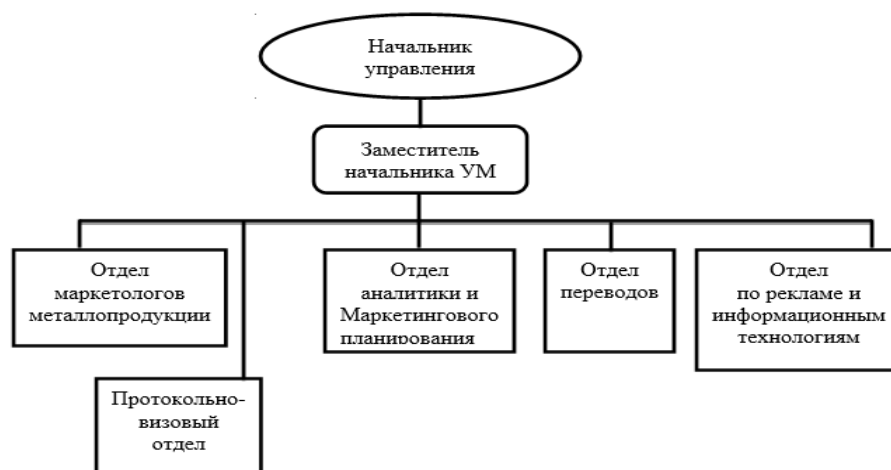 Начальник
управления
Заместитель
начальника УМ
Отдел
маркетологов
металлопродукции
Отдел
аналитики и
Маркетингового
планирования
Отдел
переводов
Отдел
по рекламе и
информационным
технологиям
Протокольно-
визовый
отдел